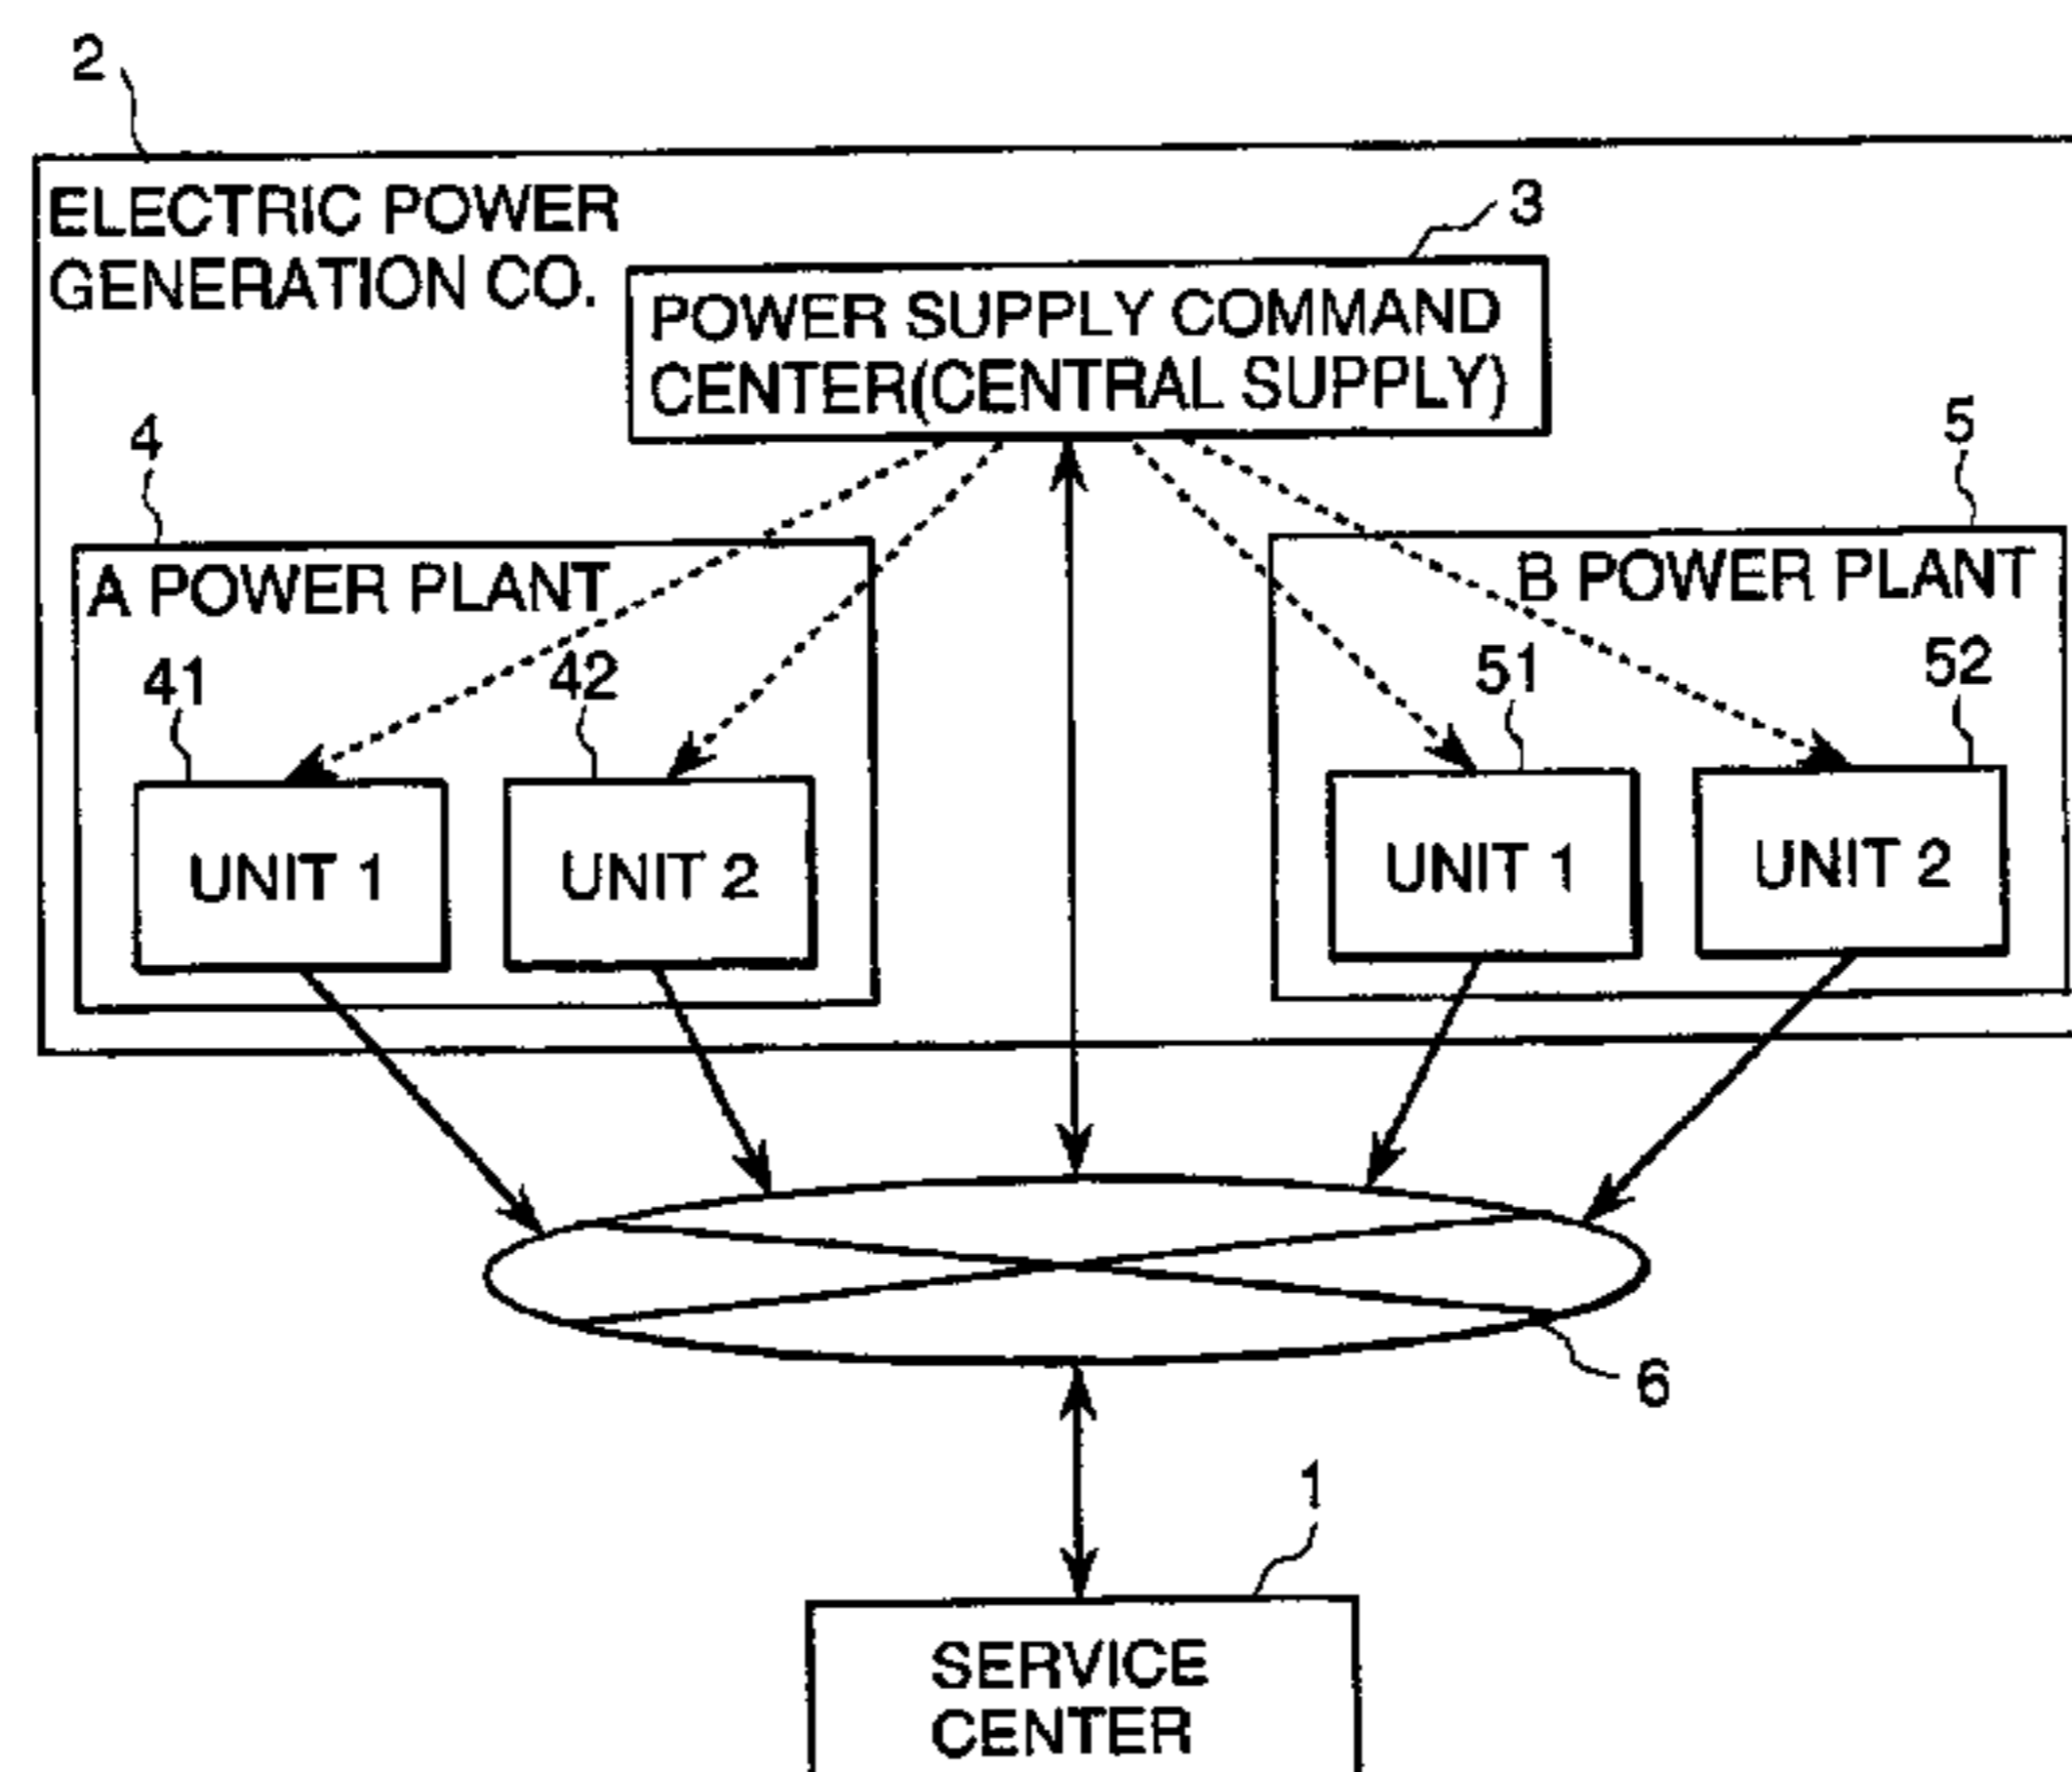 2
ELECTRIC POWER
GENERATION CO.
3
POWER SUPPLY COMMAND
CENTER(CENTRAL SUPPLY)
4
5
A POWER PLANT
B POWER PLANT
41
42
51
52
UNIT 1
UNIT 2
UNIT 1
UNIT 2
6
1
SERVICE
CENTER